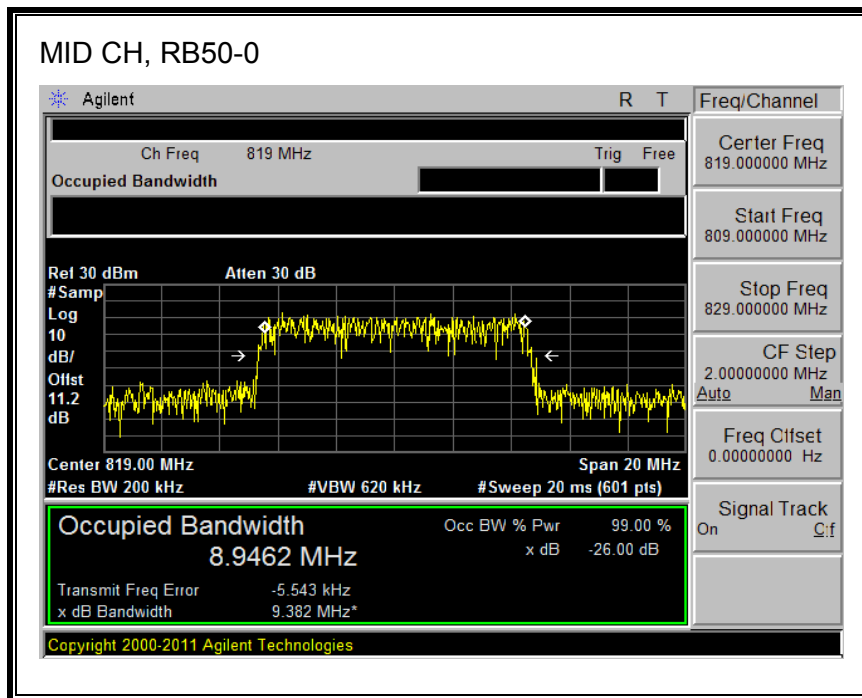 MID CH, RB50-0
Agilent R T Freq/Channel
Ch Freq 819 MHz Trig Free
Occupied Bandwidth
Center Freq
819.000000 MHz
Start Freq
809.000000 MHz
Stop Freq
829.000000 MHz
CF Step
2.00000000 MHz
Auto Man
Freq Offset
0.00000000 Hz
Signal Track
On Off
Ref 30 dBm Atten 30 dB
#Samp
Log
10
dB/
Offst
11.2
dB
Center 819.00 MHz Span 20 MHz
#Res BW 200 kHz #VBW 620 kHz #Sweep 20 ms (601 pts)
Occupied Bandwidth Occ BW % Pwr 99.00 %
8.9462 MHz x dB -26.00 dB
Transmit Freq Error -5.543 kHz
x dB Bandwidth 9.382 MHz*
Copyright 2000-2011 Agilent Technologies